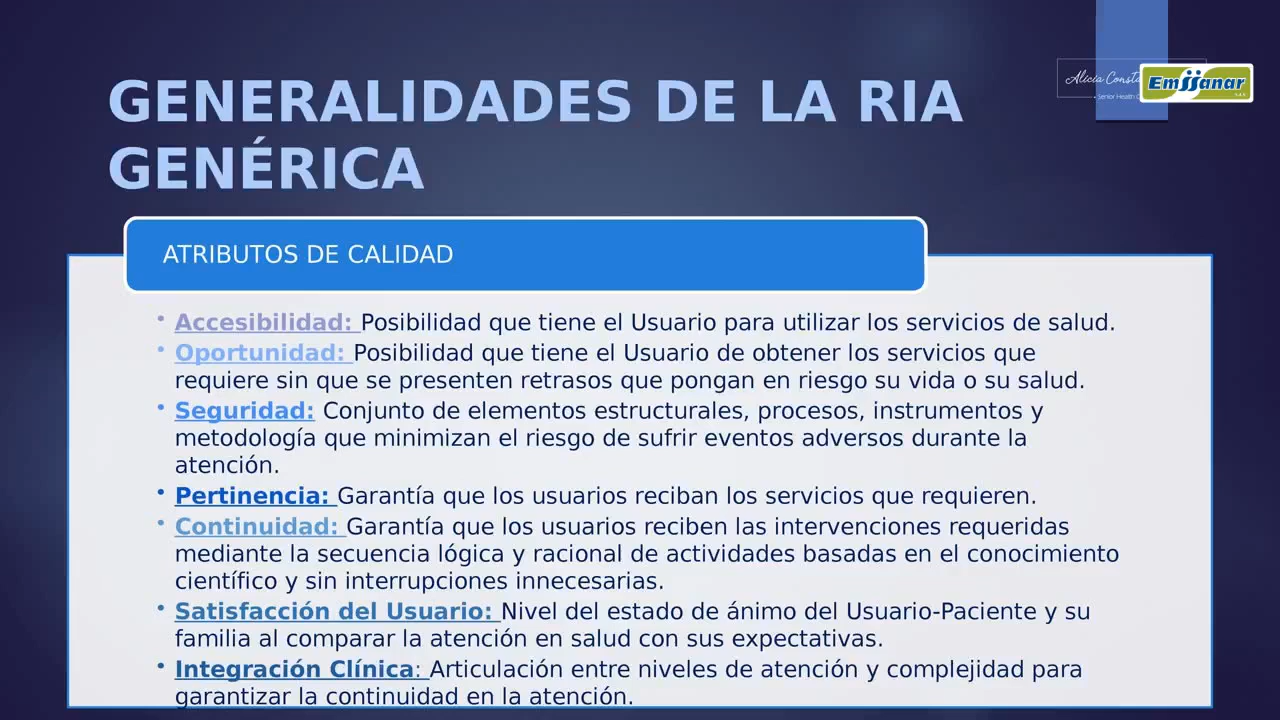 GENERALIDADES DE LA RIA
GENÉRICA
Alicia
Senior Health
Emssanar
S.A.S.
ATRIBUTOS DE CALIDAD
• Accesibilidad: Posibilidad que tiene el Usuario para utilizar los servicios de salud.
• Oportunidad: Posibilidad que tiene el Usuario de obtener los servicios que
requiere sin que se presenten retrasos que pongan en riesgo su vida o su salud.
• Seguridad: Conjunto de elementos estructurales, procesos, instrumentos y
metodología que minimizan el riesgo de sufrir eventos adversos durante la
atención.
• Pertinencia: Garantía que los usuarios reciban los servicios que requieren.
• Continuidad: Garantía que los usuarios reciben las intervenciones requeridas
mediante la secuencia lógica y racional de actividades basadas en el conocimiento
científico y sin interrupciones innecesarias.
• Satisfacción del Usuario: Nivel del estado de ánimo del Usuario-Paciente y su
familia al comparar la atención en salud con sus expectativas.
• Integración Clínica: Articulación entre niveles de atención y complejidad para
garantizar la continuidad en la atención.